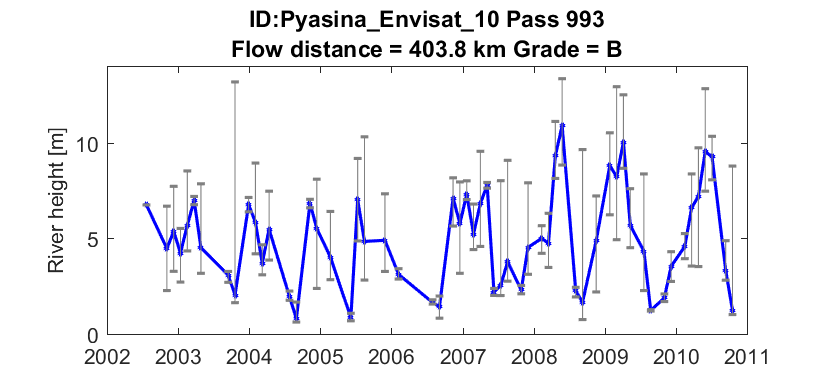 ID:Pyasina_Envisat_10 Pass 993
Flow distance = 403.8 km Grade = B
River height [m]
10
5
0
2002 2003 2004 2005 2006 2007 2008 2009 2010 2011